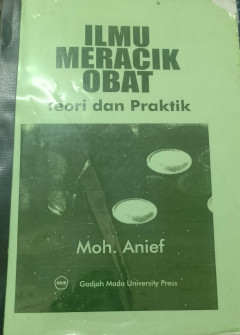 ILMU
MERACIK
OBAT
Teori dan Praktik
Moh. Anief
Gadjah Mada University Press